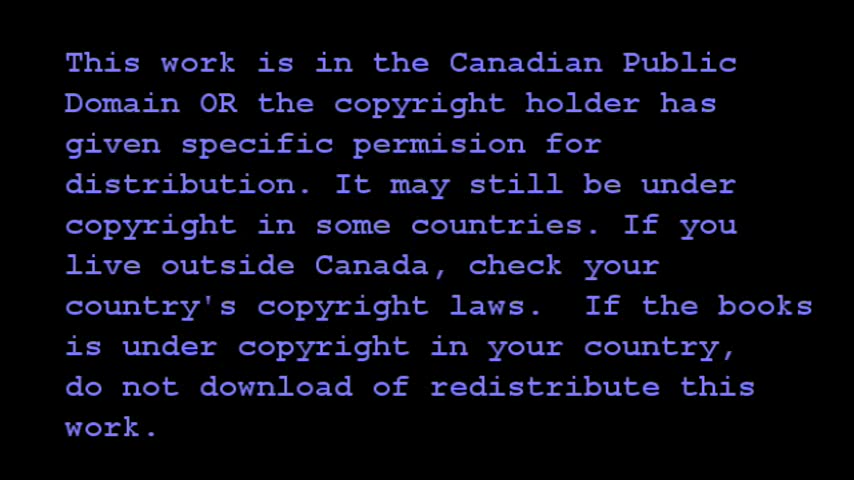 This work is in the Canadian Public
Domain OR the copyright holder has
given specific permision for
distribution. It may still be under
copyright in some countries. If you
live outside Canada, check your
country's copyright laws.  If the books
is under copyright in your country,
do not download of redistribute this
work.